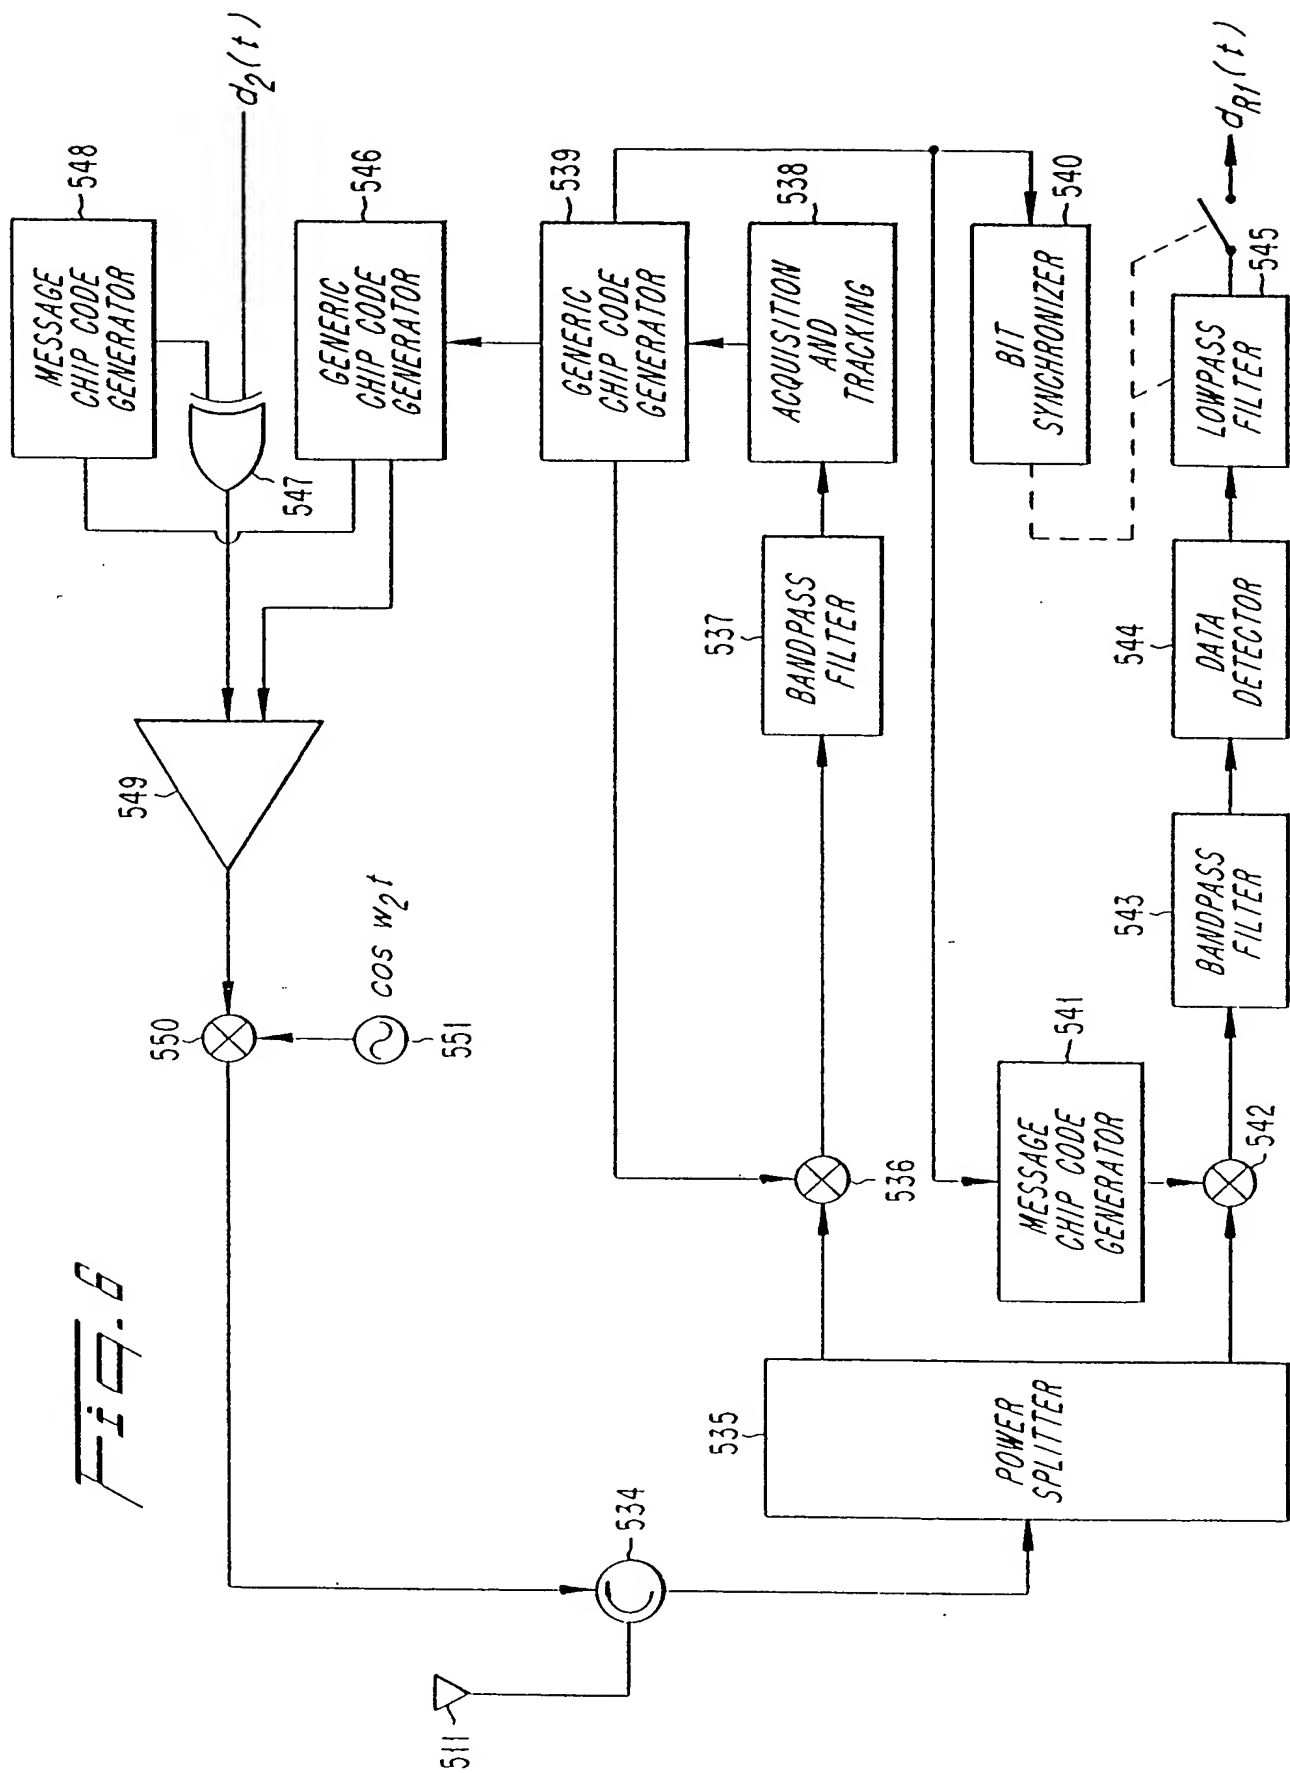 Fig. 6
511
534
535
POWER
SPLITTER
550
551
cos w2t
549
547
MESSAGE
CHIP CODE
GENERATOR
548
d2(t)
GENERIC
CHIP CODE
GENERATOR
546
GENERIC
CHIP CODE
GENERATOR
539
536
537
BANDPASS
FILTER
ACQUISITION
AND
TRACKING
538
BIT
SYNCHRONIZER
540
MESSAGE
CHIP CODE
GENERATOR
541
542
543
BANDPASS
FILTER
544
DATA
DETECTOR
LOWPASS
FILTER
545
dR1(t)